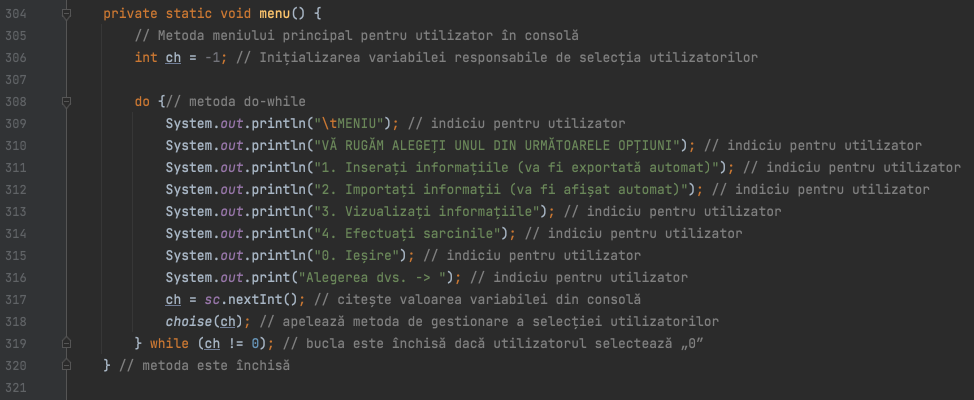 304 private static void menu() {
305 // Metoda meniului principal pentru utilizator în consolă
306 int ch = -1; // Inițializarea variabilei responsabile de selecția utilizatorilor
307
308 do {// metoda do-while
309 System.out.println("\tMENIU"); // indiciu pentru utilizator
310 System.out.println("VĂ RUGĂM ALEGEȚI UNUL DIN URMĂTOARELE OPȚIUNI"); // indiciu pentru utilizator
311 System.out.println("1. Inserați informațiile (va fi exportată automat)"); // indiciu pentru utilizator
312 System.out.println("2. Importați informații (va fi afișat automat)"); // indiciu pentru utilizator
313 System.out.println("3. Vizualizați informațiile"); // indiciu pentru utilizator
314 System.out.println("4. Efectuați sarcinile"); // indiciu pentru utilizator
315 System.out.println("0. Ieșire"); // indiciu pentru utilizator
316 System.out.print("Alegerea dvs. -> "); // indiciu pentru utilizator
317 ch = sc.nextInt(); // citește valoarea variabilei din consolă
318 choise(ch); // apelează metoda de gestionare a selecției utilizatorilor
319 } while (ch != 0); // bucla este închisă dacă utilizatorul selectează „0”
320 } // metoda este închisă
321